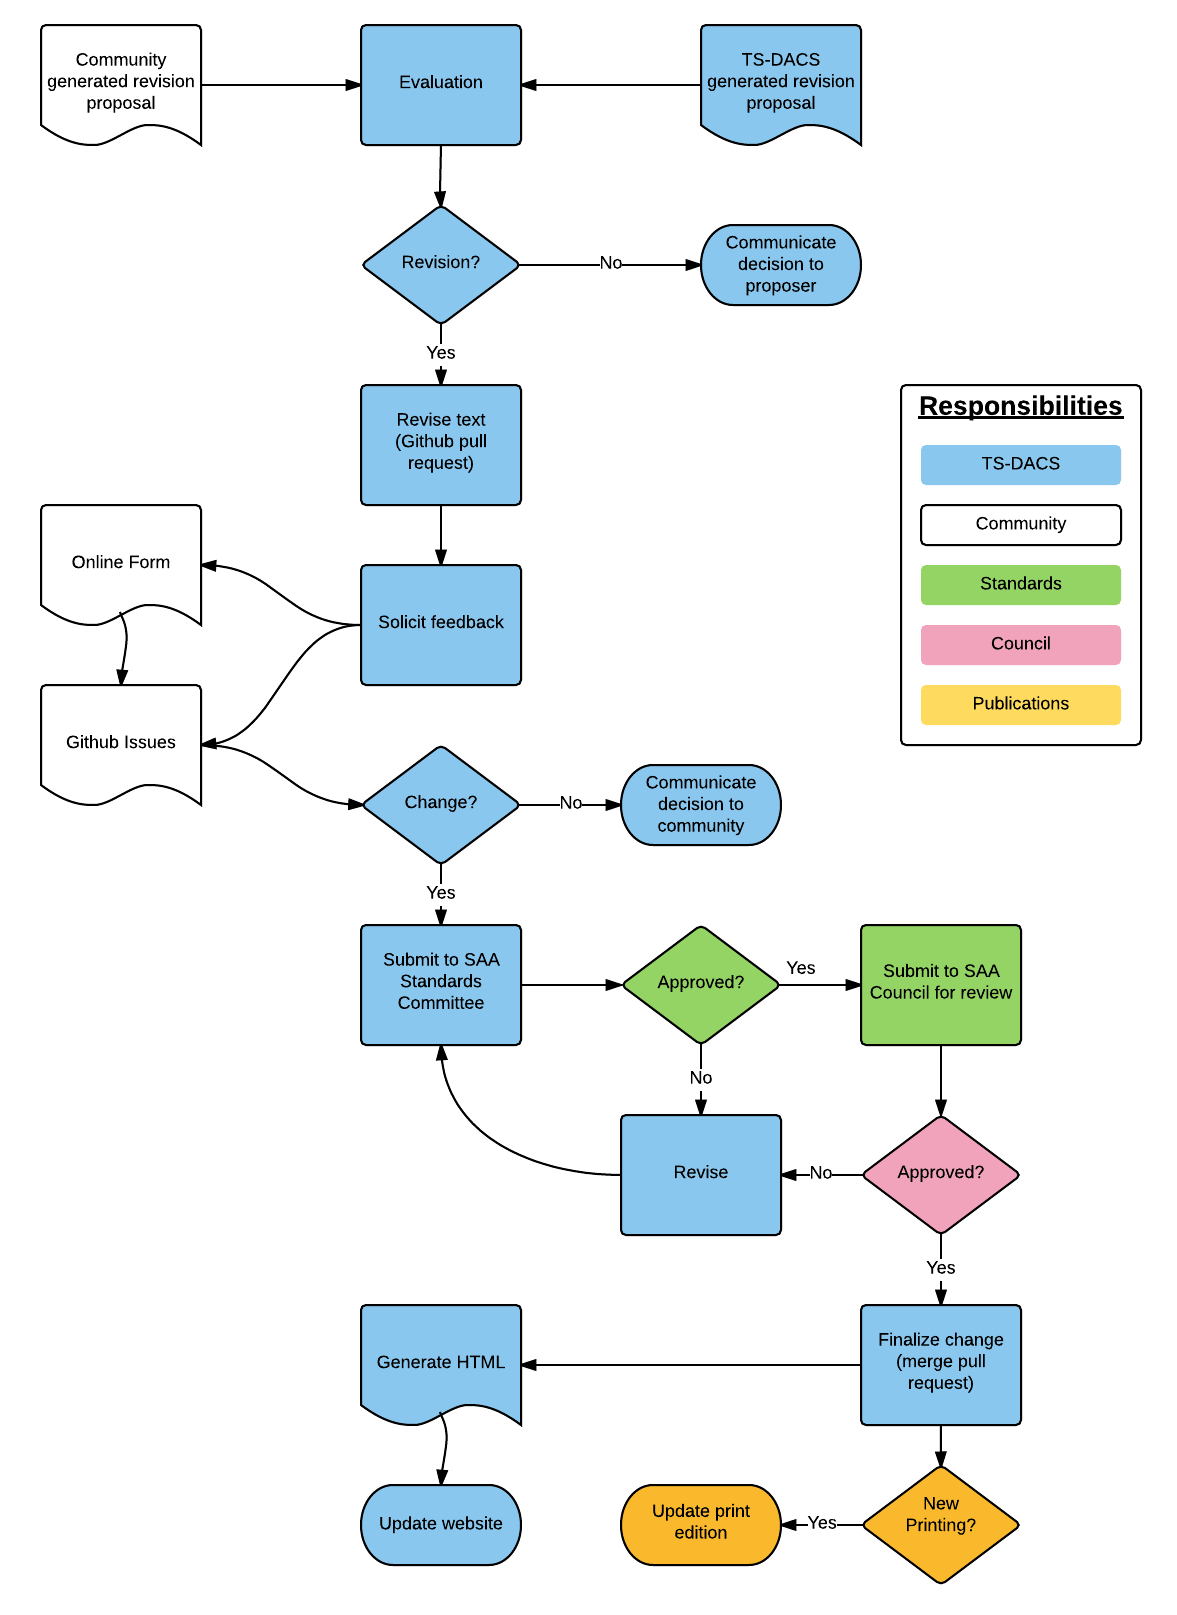 Community
generated revision
proposal
Evaluation
TS-DACS
generated revision
proposal
Revision?
No
Communicate
decision to
proposer
Yes
Revise text
(Github pull
request)
Responsibilities
TS-DACS
Community
Standards
Council
Publications
Online Form
Solicit feedback
Github Issues
Change?
No
Communicate
decision to
community
Yes
Submit to SAA
Standards
Committee
Approved?
Yes
Submit to SAA
Council for review
No
Revise
No
Approved?
Yes
Generate HTML
Finalize change
(merge pull
request)
Update website
Update print
edition
Yes
New
Printing?